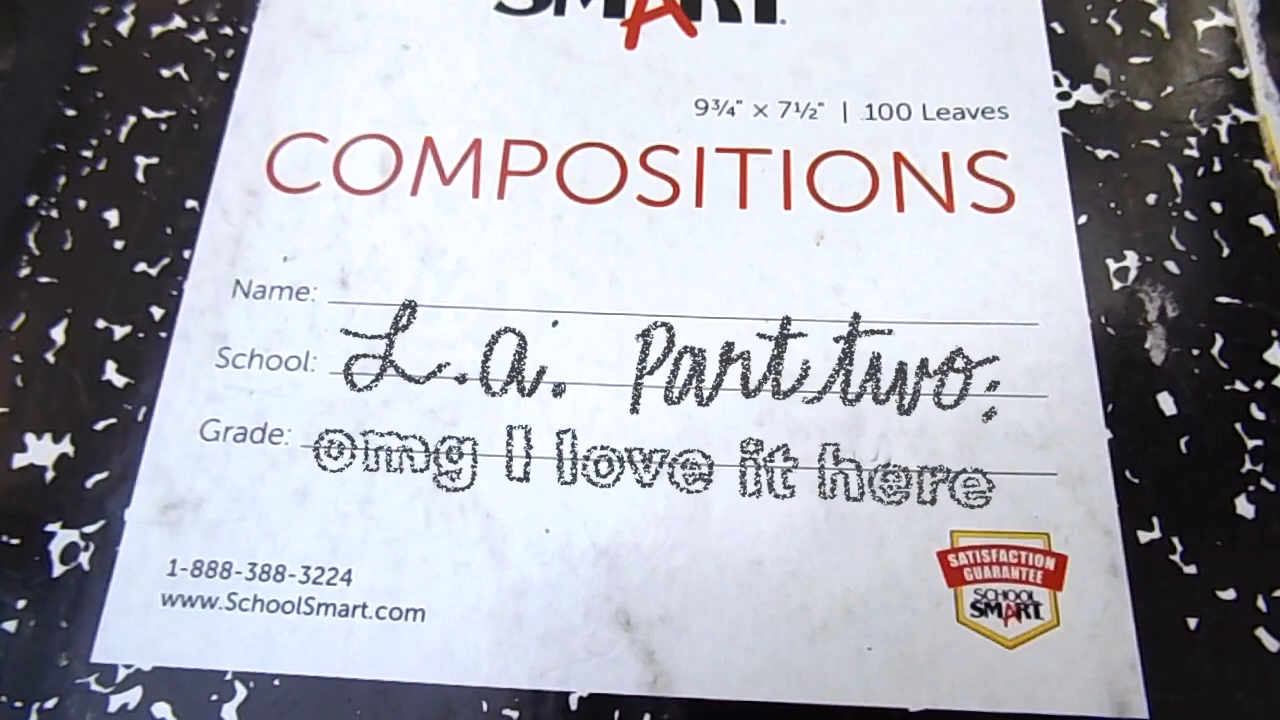 SMART.
9¾" x 7½" | 100 Leaves
COMPOSITIONS
Name:
School: L.a. Part two:
Grade: omg I love it here
1-888-388-3224
www.SchoolSmart.com
SATISFACTION
GUARANTEE
SCHOOL
SMART